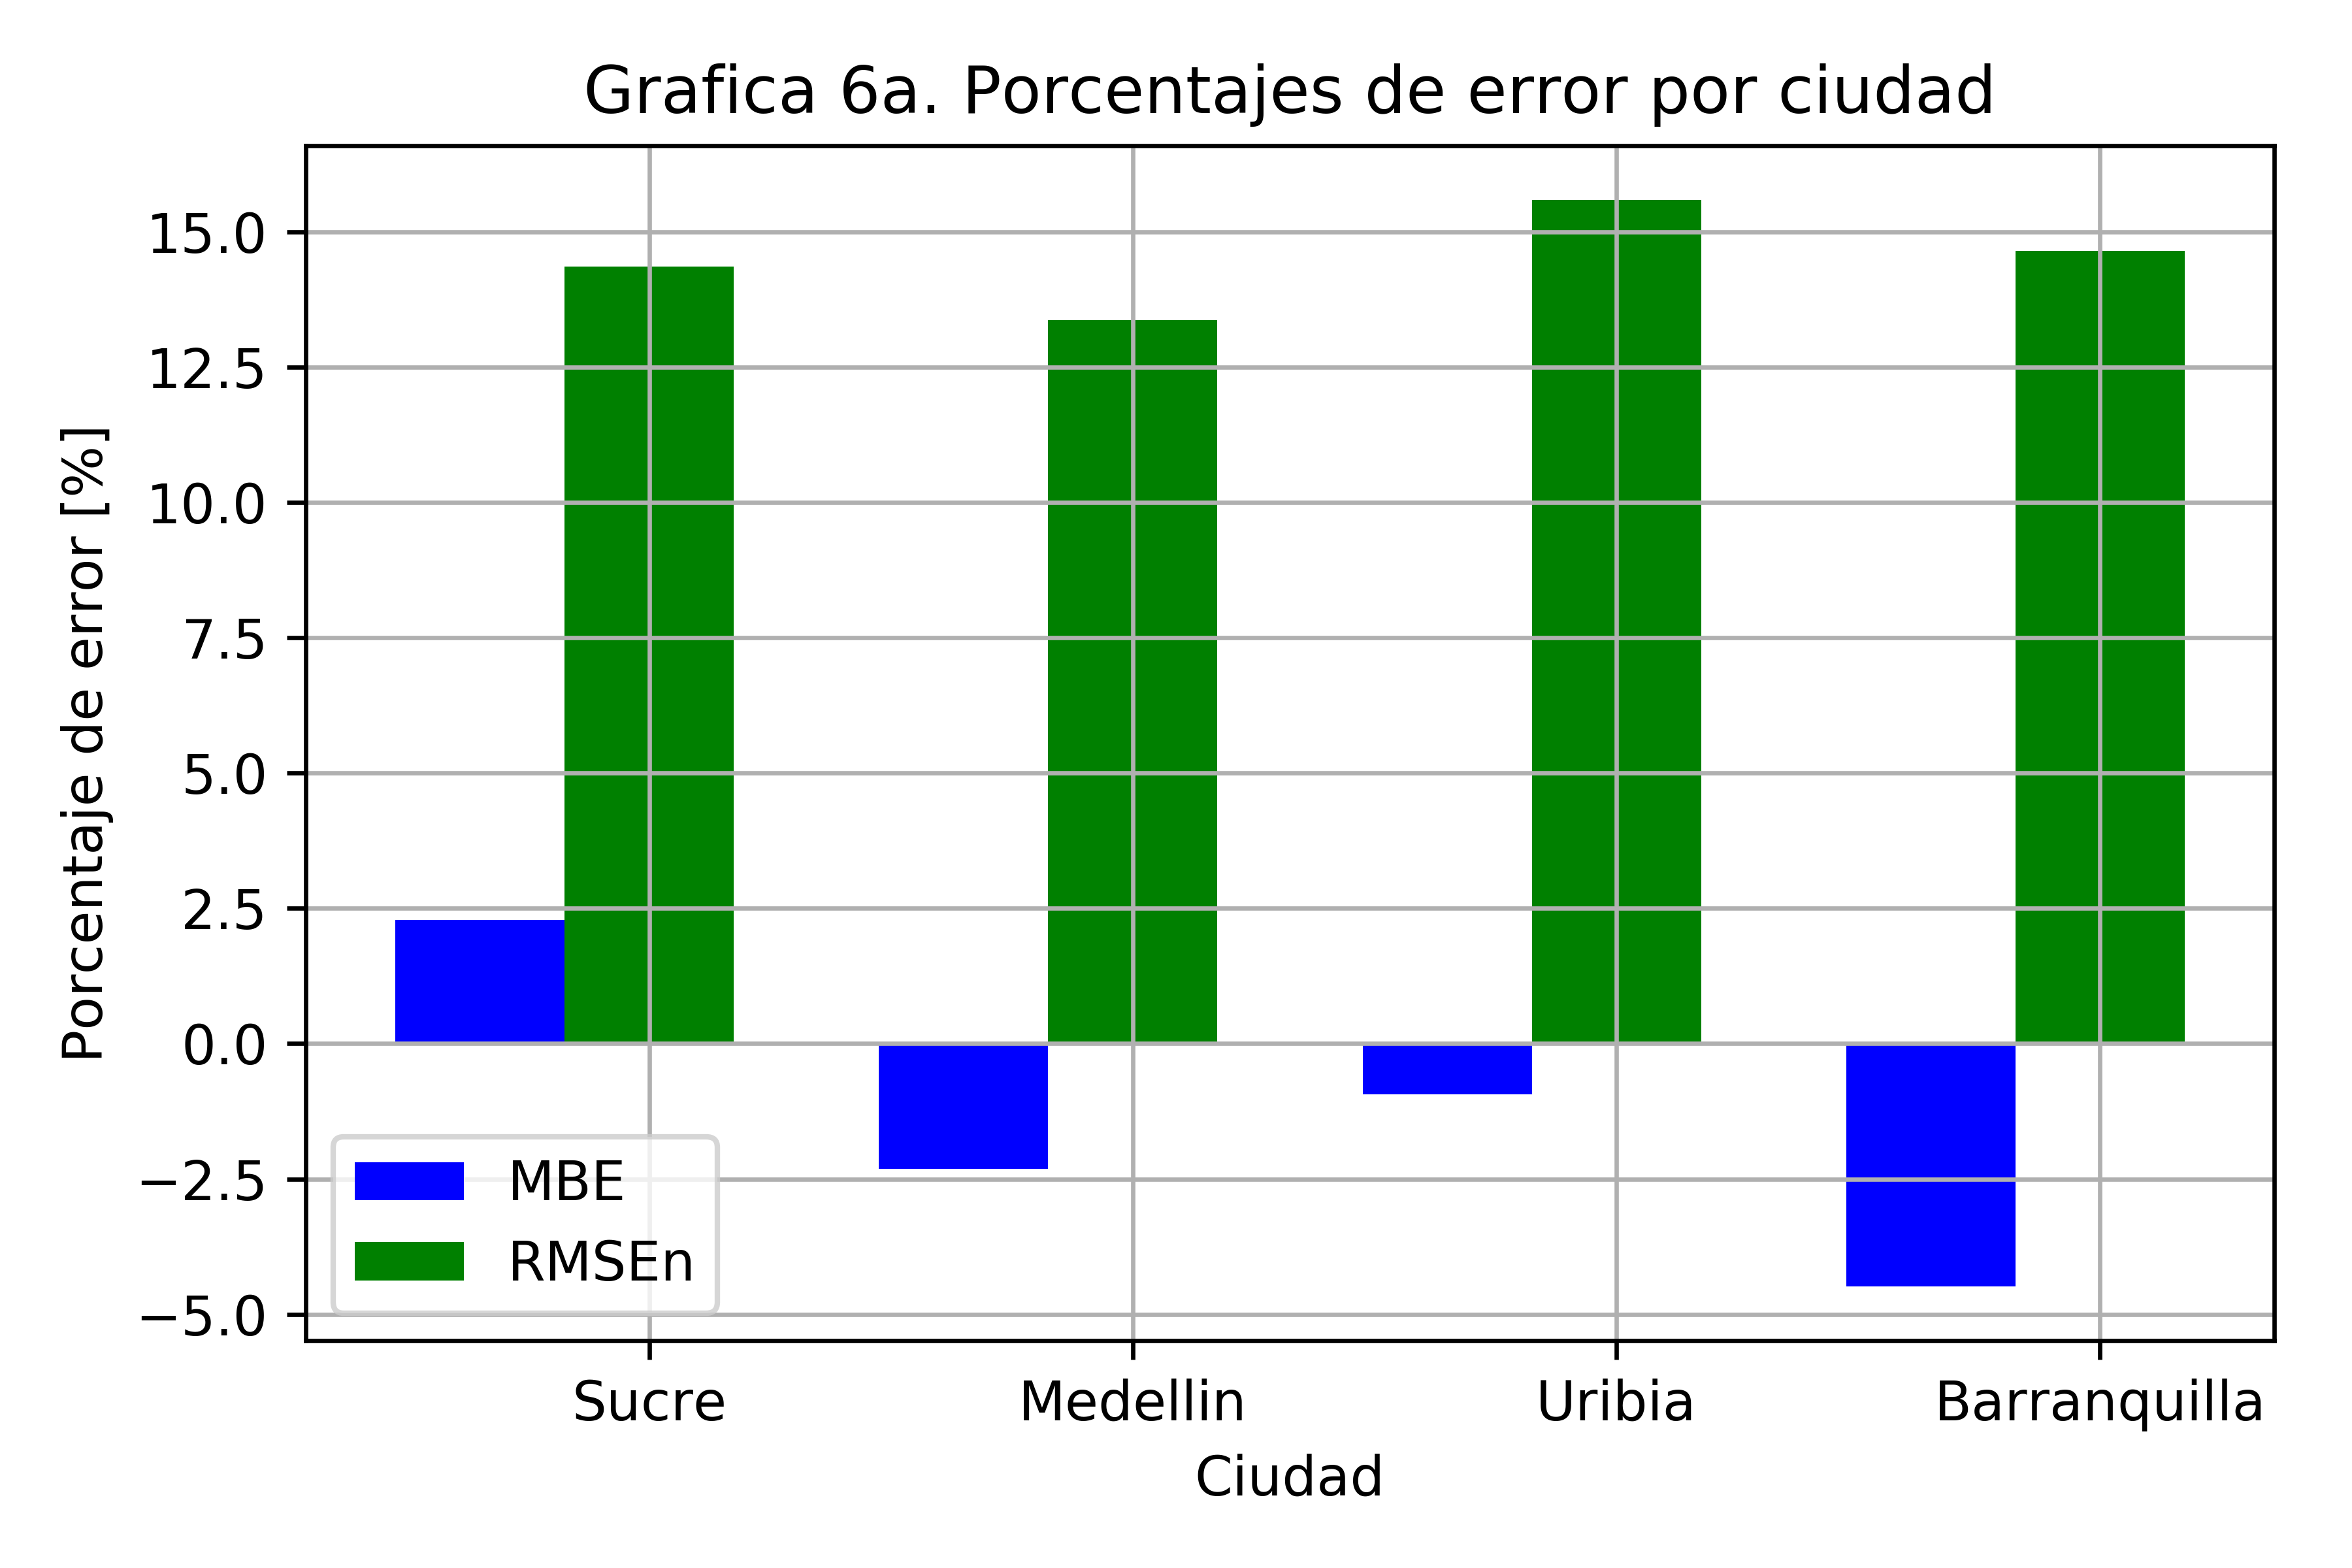 Grafica 6a. Porcentajes de error por ciudad
Porcentaje de error [%]
15.0
12.5
10.0
7.5
5.0
2.5
0.0
−2.5
−5.0
MBE
RMSEn
Sucre
Medellin
Uribia
Barranquilla
Ciudad